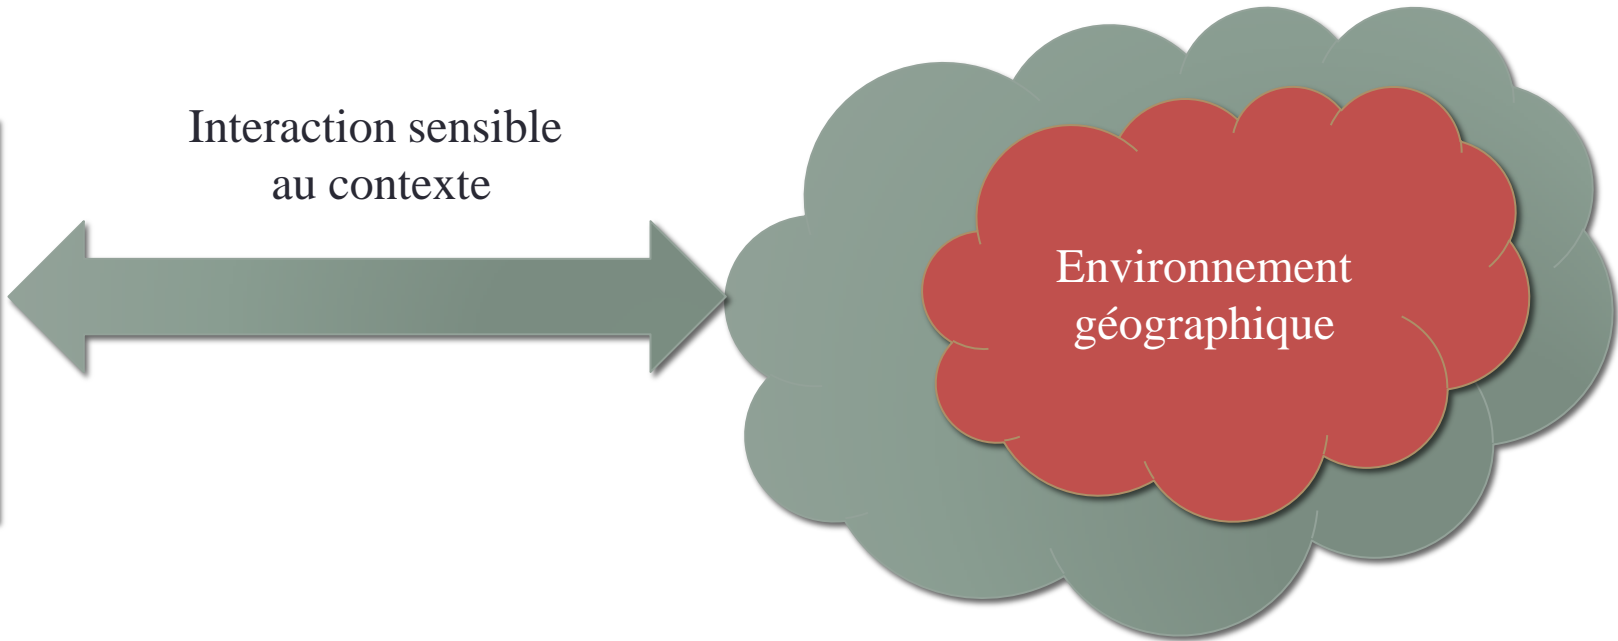 Interaction sensible
au contexte
Environnement
géographique